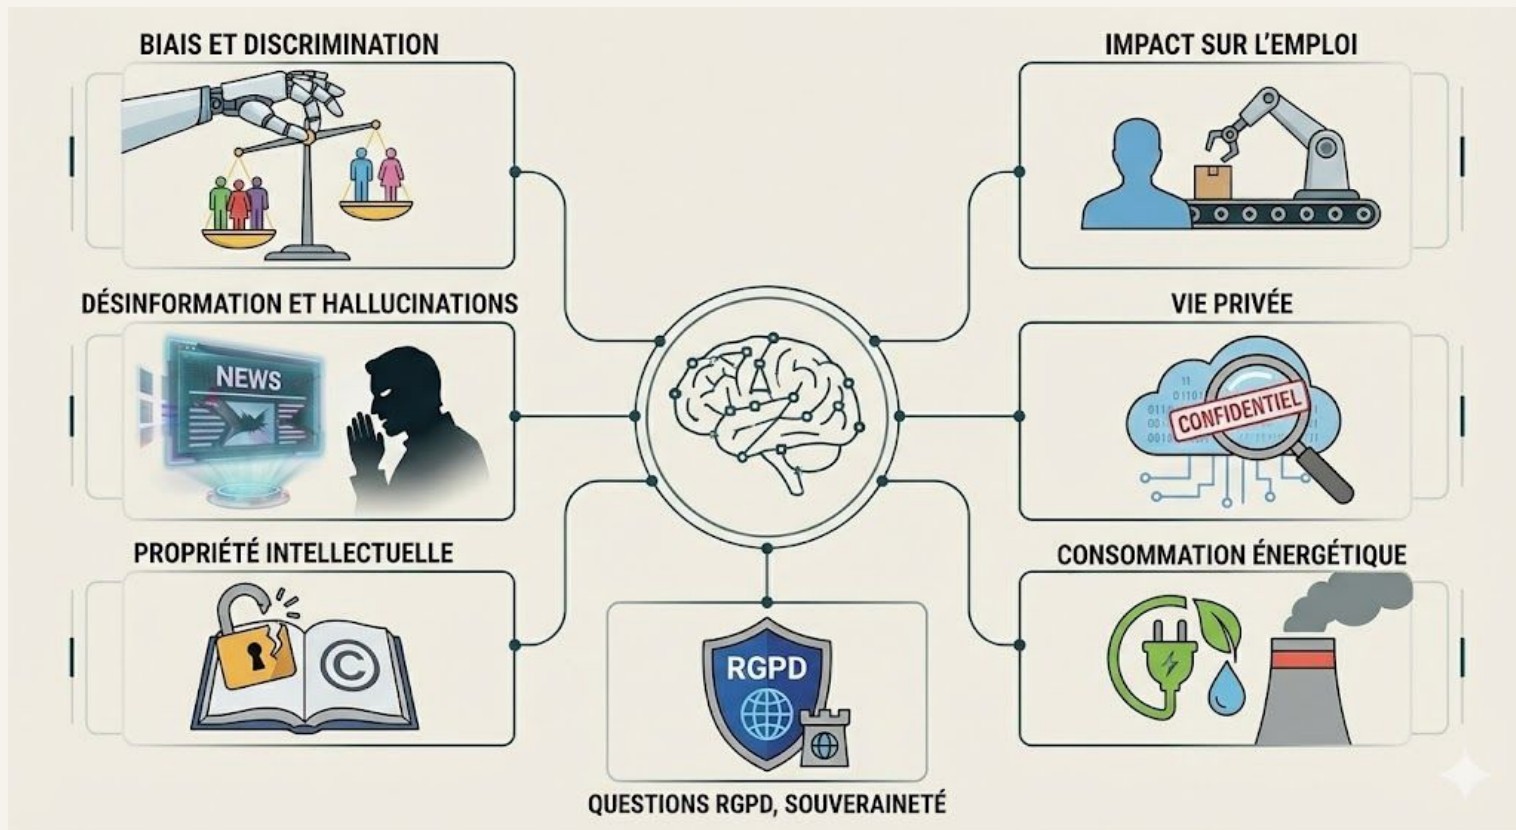 BIAIS ET DISCRIMINATION
IMPACT SUR L'EMPLOI
DÉSINFORMATION ET HALLUCINATIONS
NEWS
VIE PRIVÉE
CONFIDENTIEL
PROPRIÉTÉ INTELLECTUELLE
©
CONSOMMATION ÉNERGÉTIQUE
RGPD
QUESTIONS RGPD, SOUVERAINETÉ